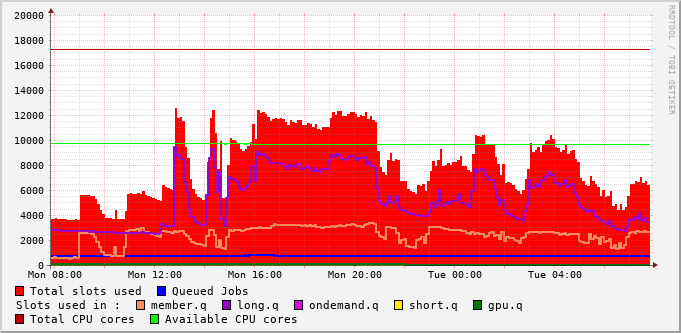 20000
18000
16000
14000
12000
10000
8000
6000
4000
2000
0
Mon 08:00 Mon 12:00 Mon 16:00 Mon 20:00 Tue 00:00 Tue 04:00
Total slots used Queued Jobs
Slots used in : member.q long.q ondemand.q short.q gpu.q
Total CPU cores Available CPU cores
RRDTOOL / TOBI OETIKER